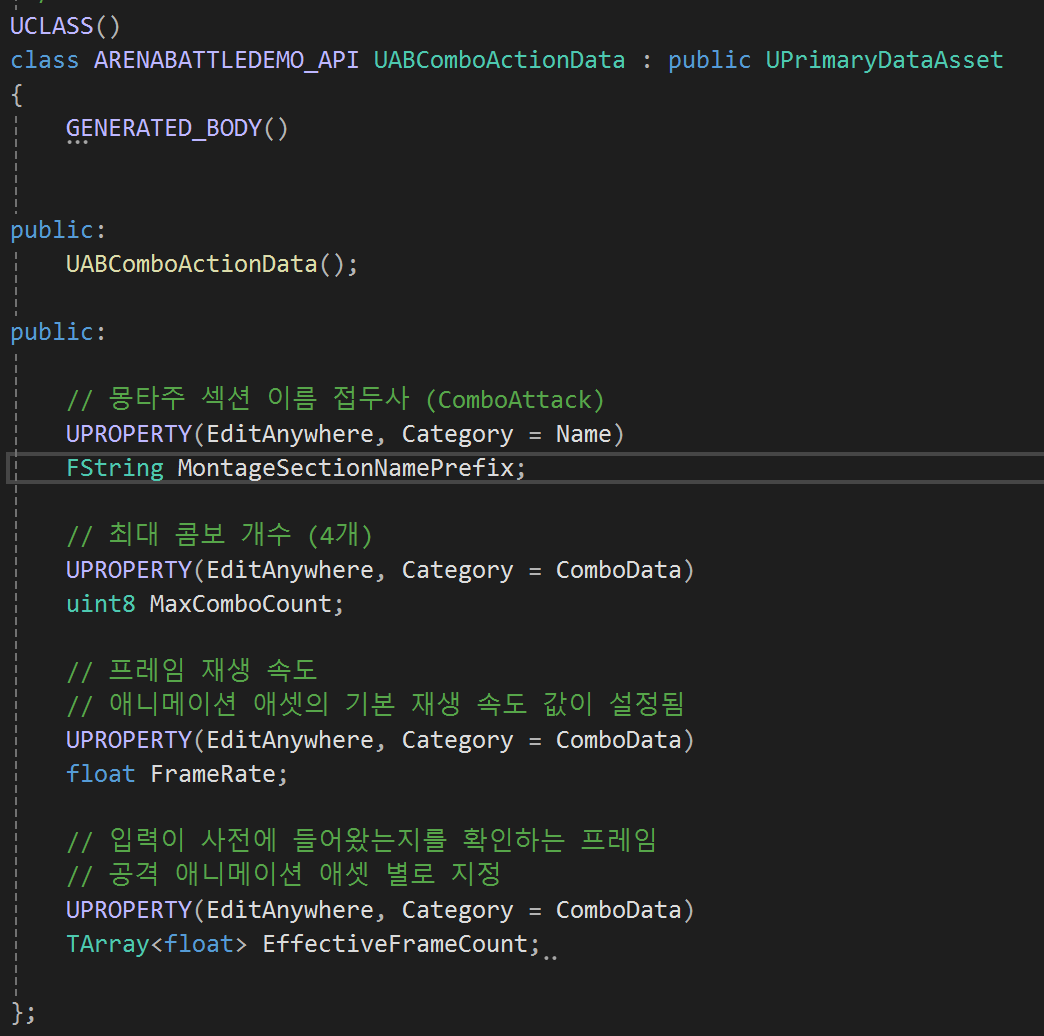 UCLASS()
class ARENABATTLEDEMO_API UABComboActionData : public UPrimaryDataAsset
{
GENERATED_BODY()
public:
UABComboActionData();
public:
// 몽타주 섹션 이름 접두사 (ComboAttack)
UPROPERTY(EditAnywhere, Category = Name)
FString MontageSectionNamePrefix;
// 최대 콤보 개수 (4개)
UPROPERTY(EditAnywhere, Category = ComboData)
uint8 MaxComboCount;
// 프레임 재생 속도
// 애니메이션 애셋의 기본 재생 속도 값이 설정됨
UPROPERTY(EditAnywhere, Category = ComboData)
float FrameRate;
// 입력이 사전에 들어왔는지를 확인하는 프레임
// 공격 애니메이션 애셋 별로 지정
UPROPERTY(EditAnywhere, Category = ComboData)
TArray<float> EffectiveFrameCount;
};